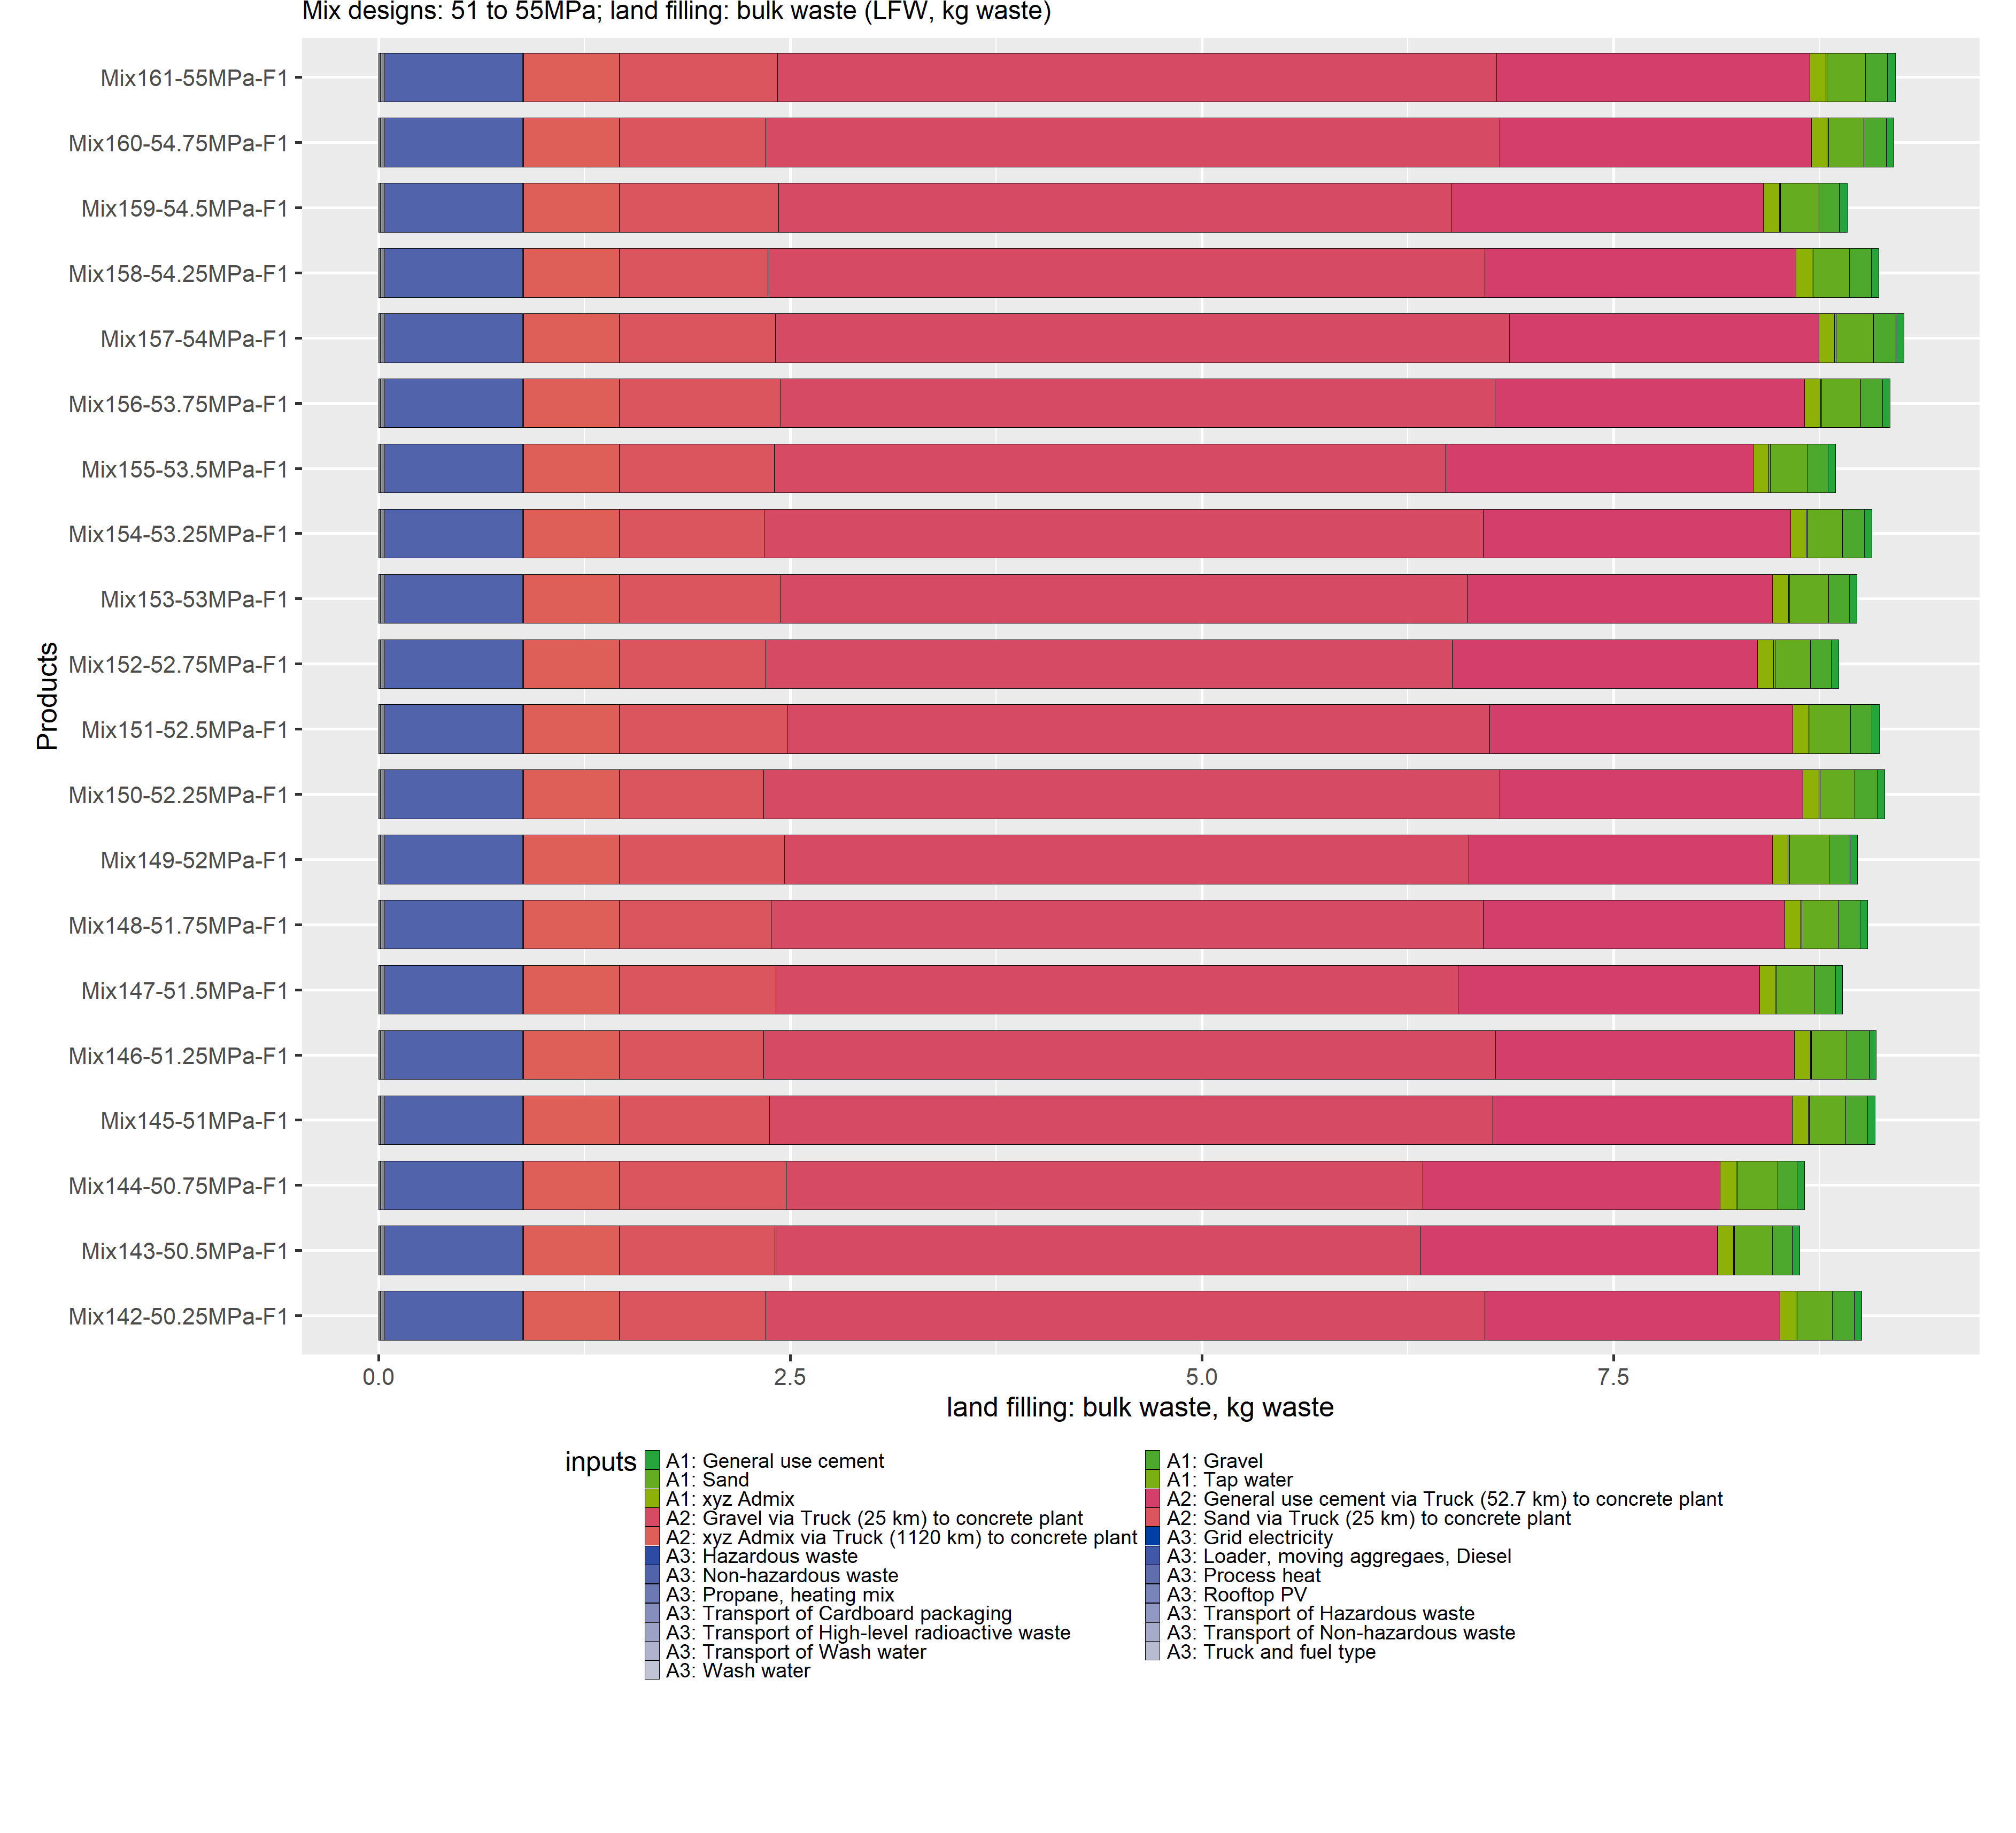 Mix designs: 51 to 55MPa; land filling: bulk waste (LFW, kg waste)
Products
Mix161-55MPa-F1
Mix160-54.75MPa-F1
Mix159-54.5MPa-F1
Mix158-54.25MPa-F1
Mix157-54MPa-F1
Mix156-53.75MPa-F1
Mix155-53.5MPa-F1
Mix154-53.25MPa-F1
Mix153-53MPa-F1
Mix152-52.75MPa-F1
Mix151-52.5MPa-F1
Mix150-52.25MPa-F1
Mix149-52MPa-F1
Mix148-51.75MPa-F1
Mix147-51.5MPa-F1
Mix146-51.25MPa-F1
Mix145-51MPa-F1
Mix144-50.75MPa-F1
Mix143-50.5MPa-F1
Mix142-50.25MPa-F1
0.0 2.5 5.0 7.5
land filling: bulk waste, kg waste
inputs
A1: General use cement
A1: Gravel
A1: Sand
A1: Tap water
A1: xyz Admix
A2: General use cement via Truck (52.7 km) to concrete plant
A2: Gravel via Truck (25 km) to concrete plant
A2: Sand via Truck (25 km) to concrete plant
A2: xyz Admix via Truck (1120 km) to concrete plant
A3: Grid electricity
A3: Hazardous waste
A3: Loader, moving aggregaes, Diesel
A3: Non-hazardous waste
A3: Process heat
A3: Propane, heating mix
A3: Rooftop PV
A3: Transport of Cardboard packaging
A3: Transport of Hazardous waste
A3: Transport of High-level radioactive waste
A3: Transport of Non-hazardous waste
A3: Transport of Wash water
A3: Truck and fuel type
A3: Wash water